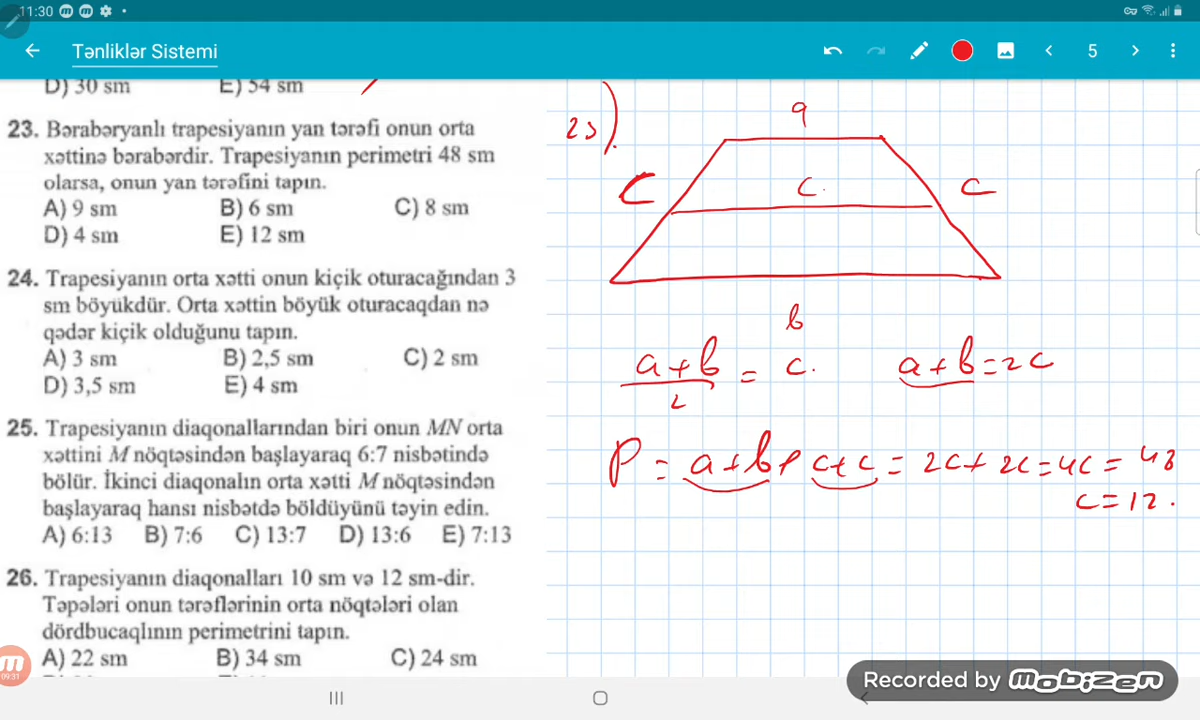 11:30
Tənliklər Sistemi
5
D) 30 sm E) 54 sm
23. Bərabəryanlı trapesiyanın yan tərəfi onun orta
xəttinə bərabərdir. Trapesiyanın perimetri 48 sm
olarsa, onun yan tərəfini tapın.
A) 9 sm B) 6 sm C) 8 sm
D) 4 sm E) 12 sm
24. Trapesiyanın orta xətti onun kiçik oturacağından 3
sm böyükdür. Orta xəttin böyük oturacaqdan nə
qədər kiçik olduğunu tapın.
A) 3 sm B) 2,5 sm C) 2 sm
D) 3,5 sm E) 4 sm
25. Trapesiyanın diaqonallarından biri onun MN orta
xəttini M nöqtəsindən başlayaraq 6:7 nisbətində
bölür. İkinci diaqonalın orta xətti M nöqtəsindən
başlayaraq hansı nisbətdə böldüyünü təyin edin.
A) 6:13 B) 7:6 C) 13:7 D) 13:6 E) 7:13
26. Trapesiyanın diaqonalları 10 sm və 12 sm-dir.
Təpələri onun tərəflərinin orta nöqtələri olan
dördbucaqlının perimetrini tapın.
A) 22 sm B) 34 sm C) 24 sm
23).
a
c c. c
b
a+b/2 = c. a+b=2c
P = a+b+c+c = 2c+2c=4c=48
c=12.
09:31
Recorded by mobizen